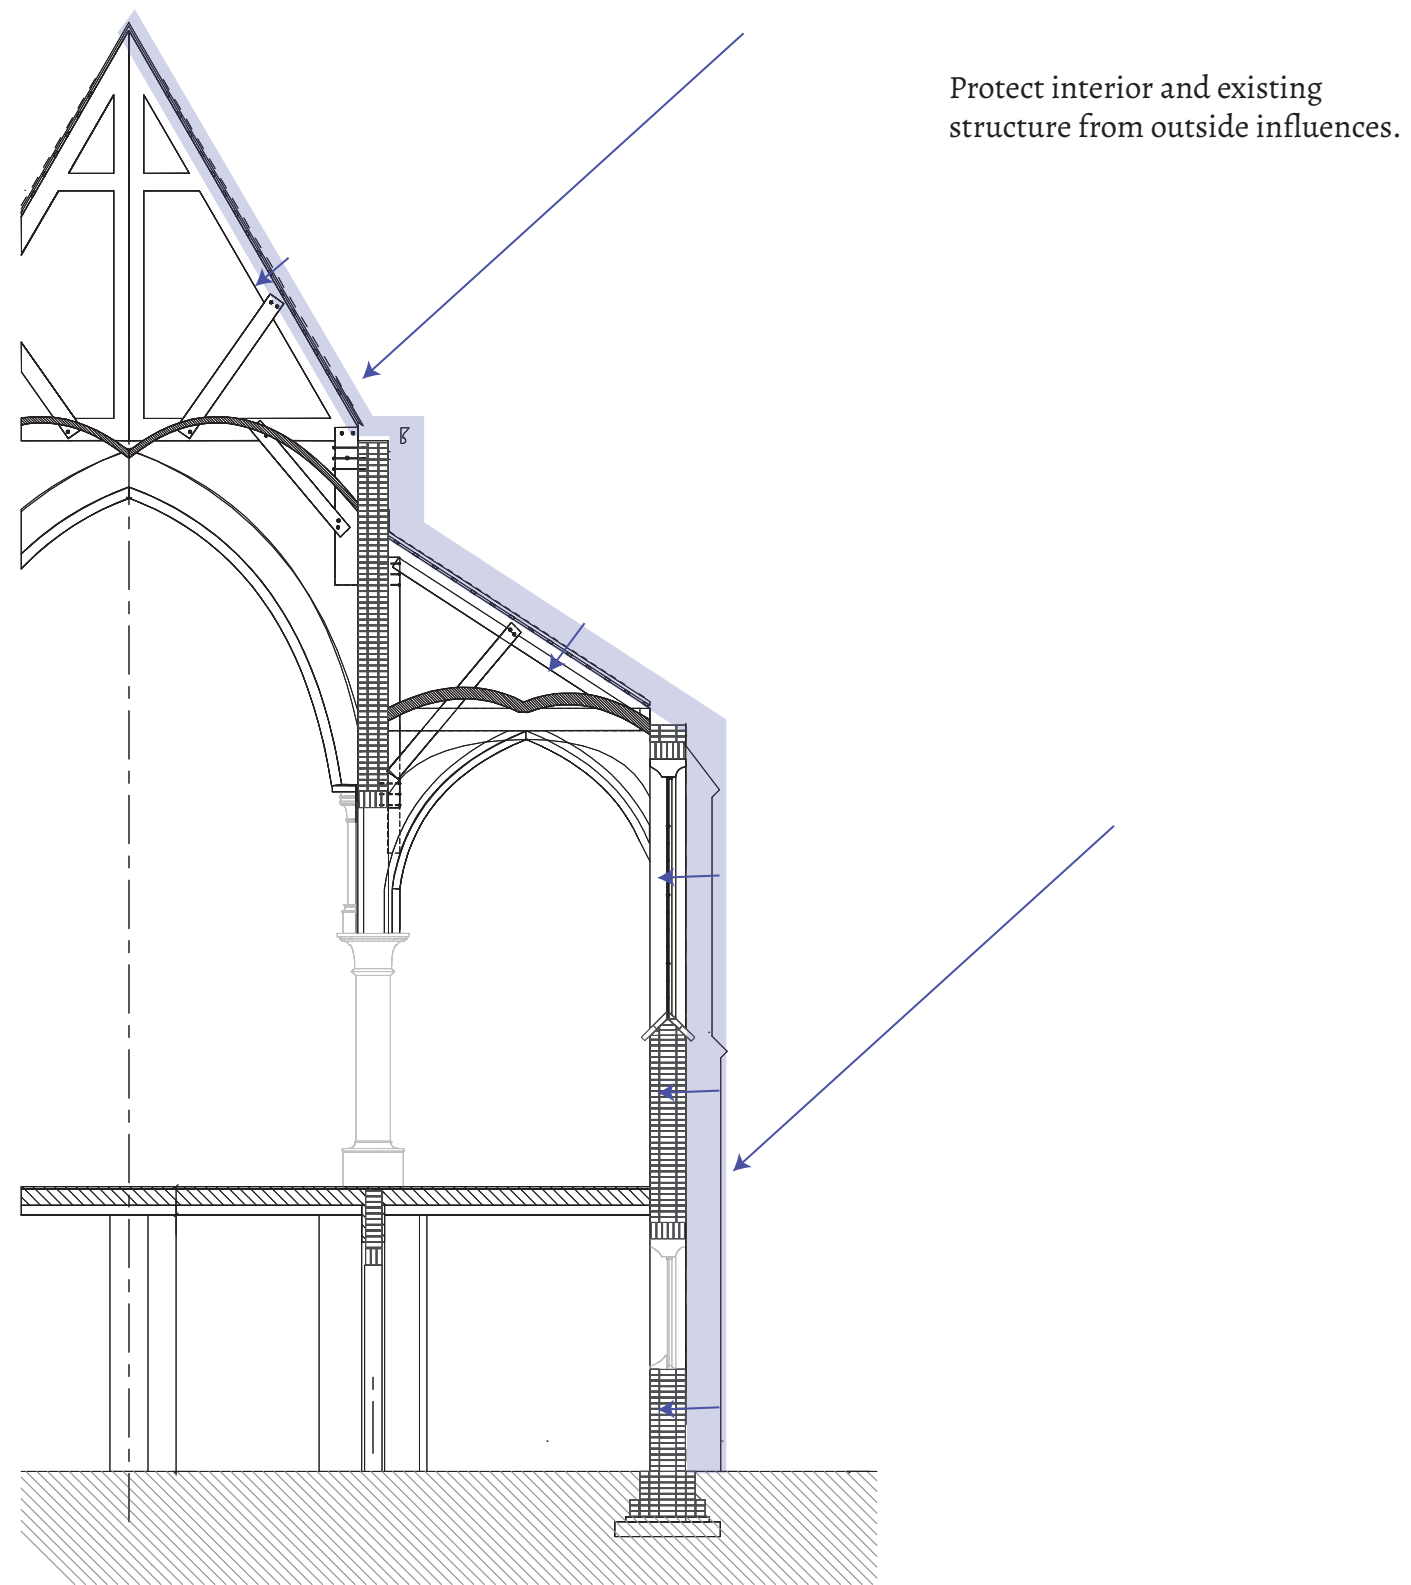 Protect interior and existing
structure from outside influences.